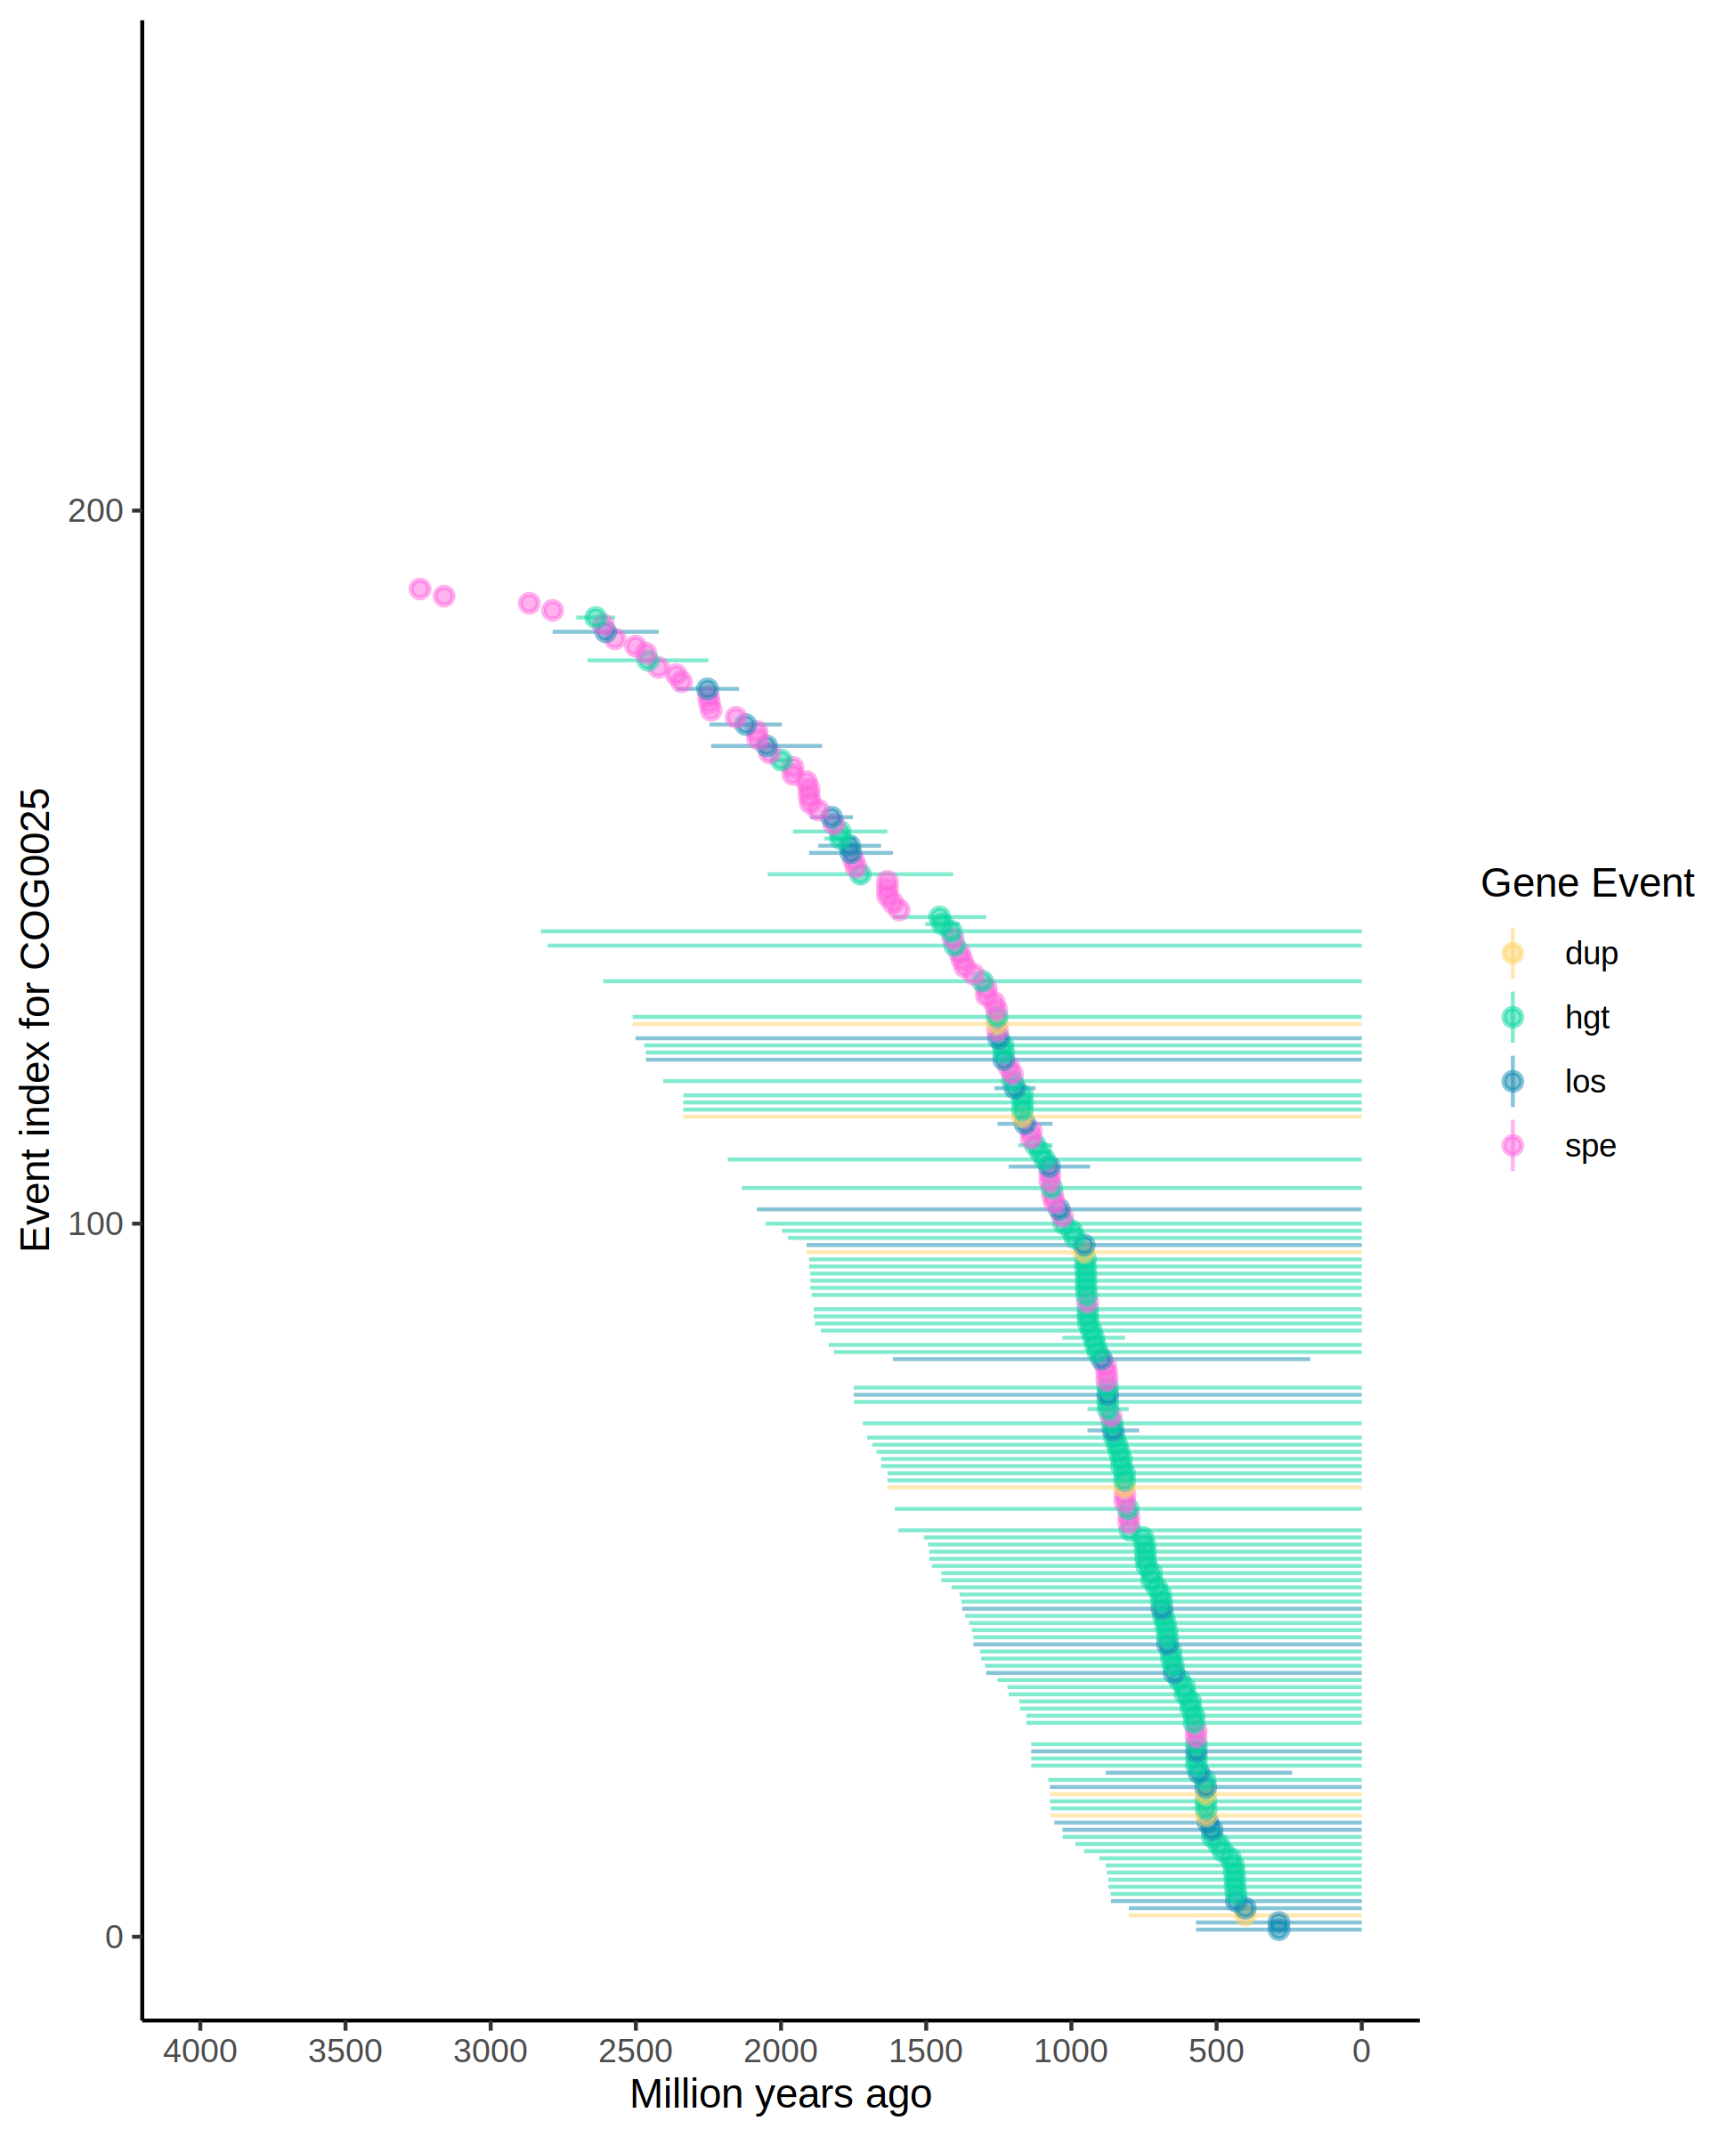 Event index for COG0025
200
100
0
4000 3500 3000 2500 2000 1500 1000 500 0
Million years ago
Gene Event
dup
hgt
los
spe